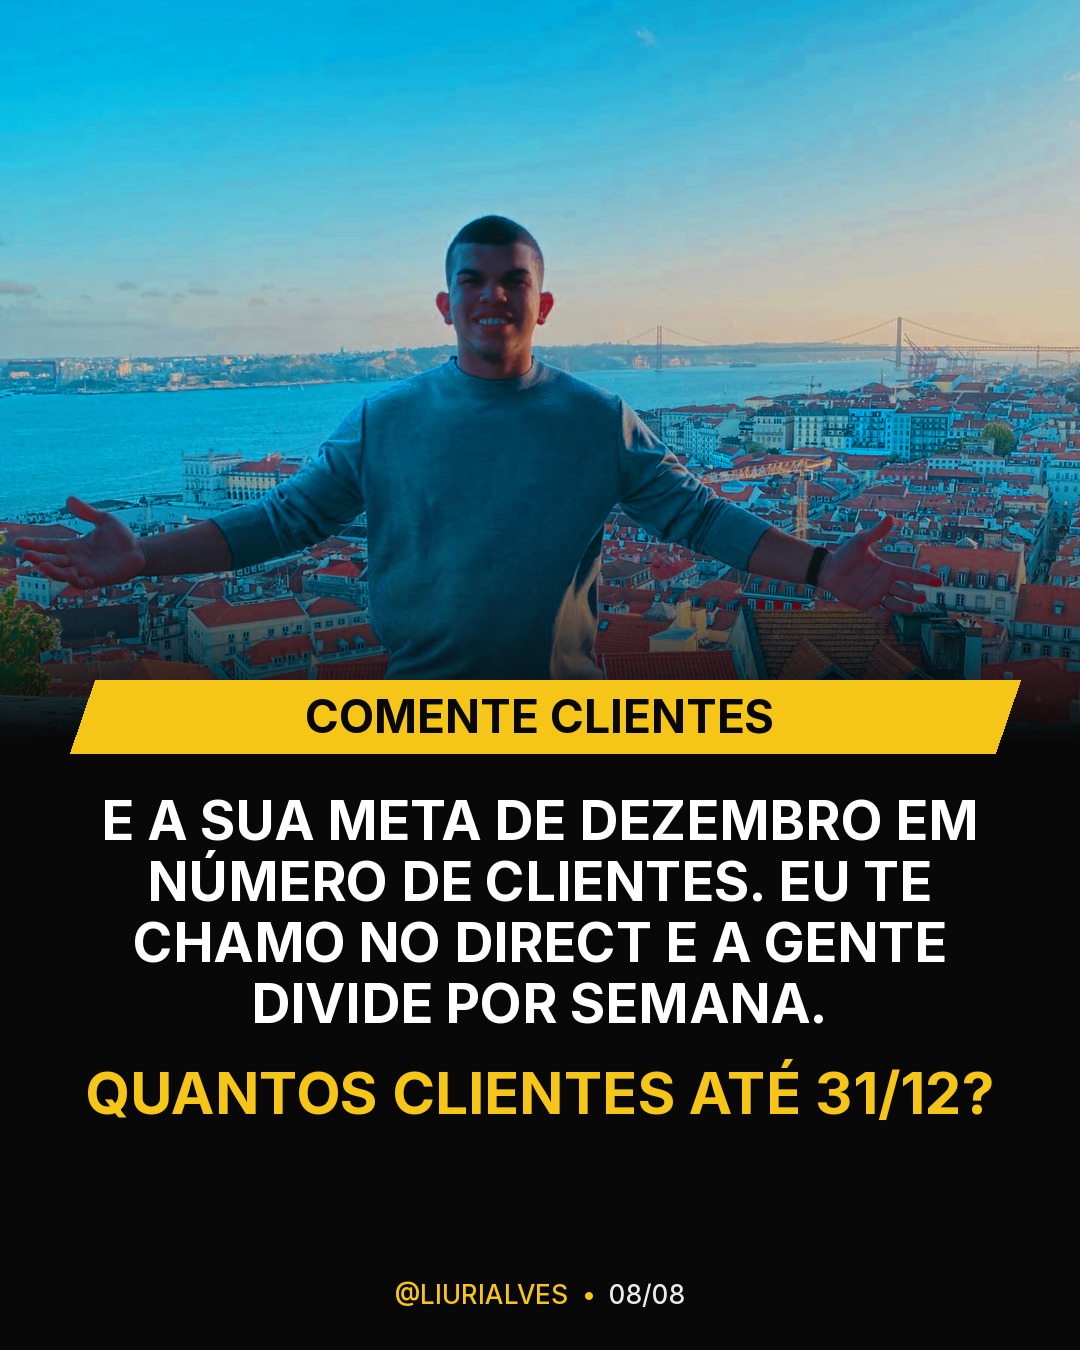 COMENTE CLIENTES
E A SUA META DE DEZEMBRO EM
NÚMERO DE CLIENTES. EU TE
CHAMO NO DIRECT E A GENTE
DIVIDE POR SEMANA.
QUANTOS CLIENTES ATÉ 31/12?
@LIURIALVES • 08/08